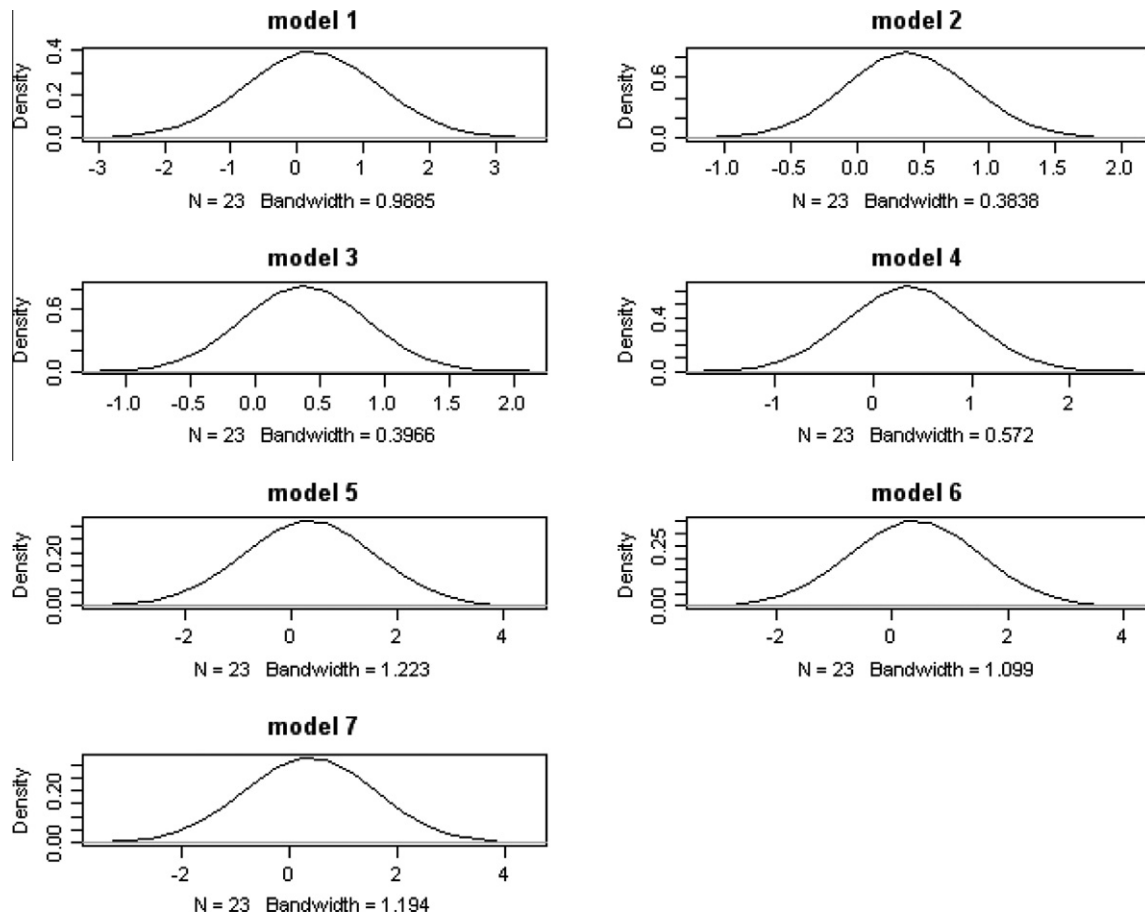 model 1
Density
0.0 0.2 0.4
-3 -2 -1 0 1 2 3
N = 23 Bandwidth = 0.9885
model 2
Density
0.0 0.6
-1.0 -0.5 0.0 0.5 1.0 1.5 2.0
N = 23 Bandwidth = 0.3838
model 3
Density
0.0 0.6
-1.0 -0.5 0.0 0.5 1.0 1.5 2.0
N = 23 Bandwidth = 0.3966
model 4
Density
0.0 0.4
-1 0 1 2
N = 23 Bandwidth = 0.572
model 5
Density
0.00 0.20
-2 0 2 4
N = 23 Bandwidth = 1.223
model 6
Density
0.00 0.25
-2 0 2 4
N = 23 Bandwidth = 1.099
model 7
Density
0.00 0.20
-2 0 2 4
N = 23 Bandwidth = 1.194